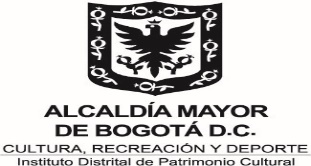 ALCALDÍA MAYOR
DE BOGOTÁ D.C.
CULTURA, RECREACIÓN Y DEPORTE
Instituto Distrital de Patrimonio Cultural